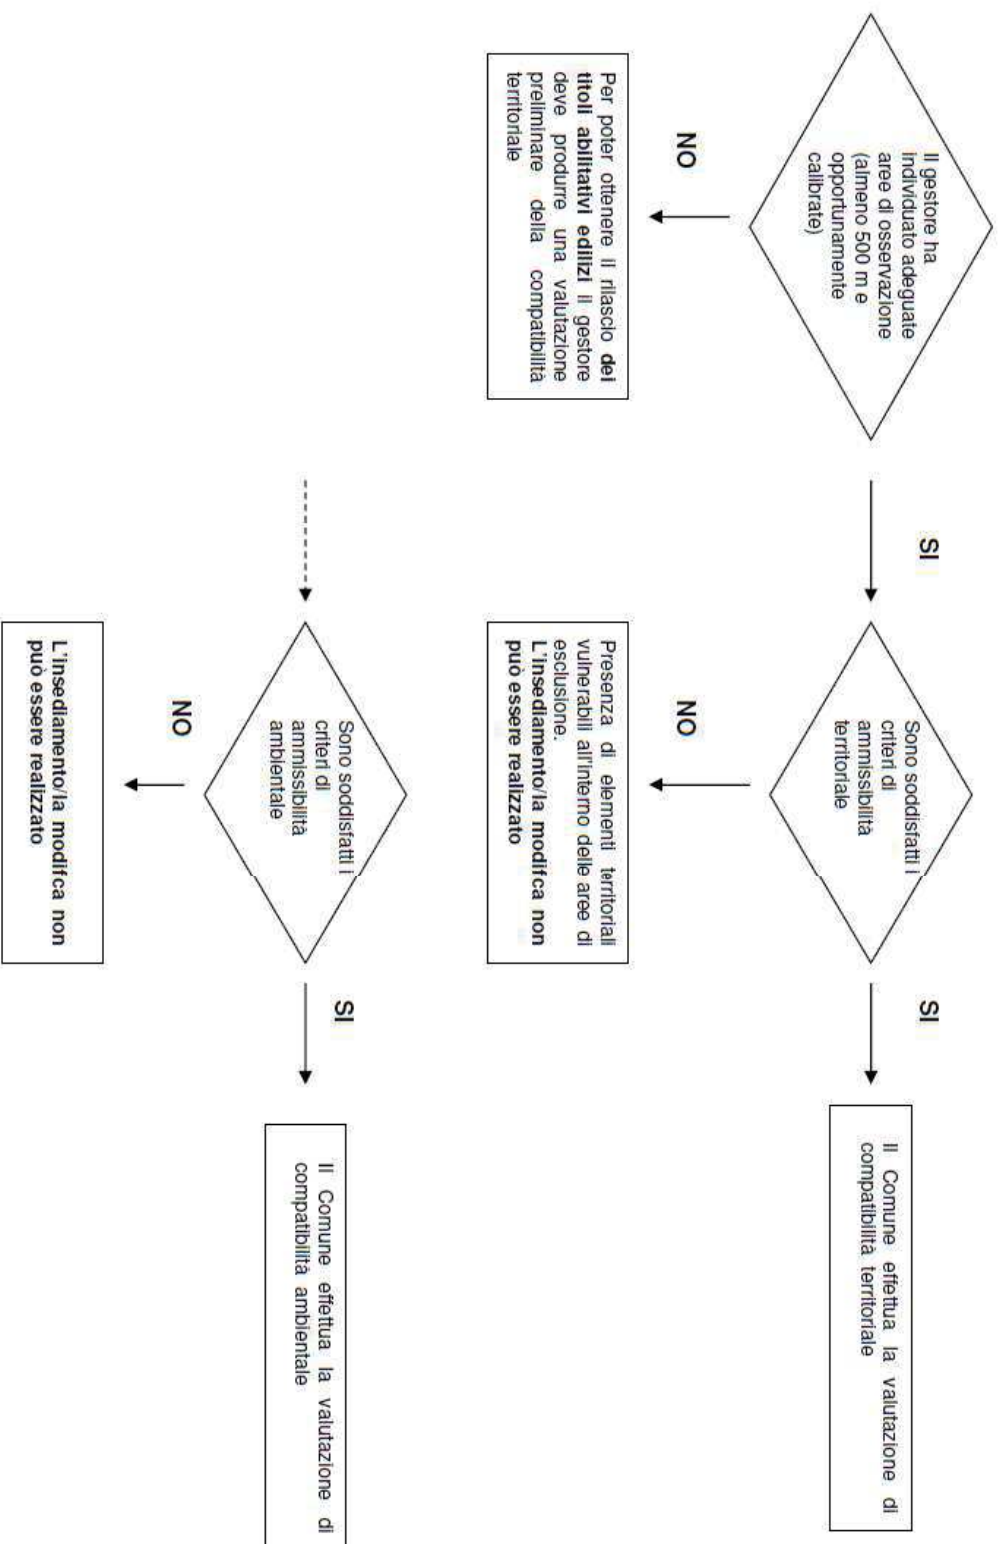 Il gestore ha
individuato adeguate
aree di osservazione
(almeno 500 m e
opportunamente
calibrate)
SI
Sono soddisfatti i
criteri di
ammissibilità
territoriale
SI
Il Comune effettua la valutazione di
compatibilità territoriale
NO
Per poter ottenere il rilascio dei
titoli abilitativi edilizi il gestore
deve produrre una valutazione
preliminare della compatibilità
territoriale
NO
Presenza di elementi territoriali
vulnerabili all'interno delle aree di
esclusione.
L'insediamento/la modifca non
può essere realizzato
Sono soddisfatti i
criteri di
ammissibilità
ambientale
SI
Il Comune effettua la valutazione di
compatibilità ambientale
NO
L'insediamento/la modifca non
può essere realizzato